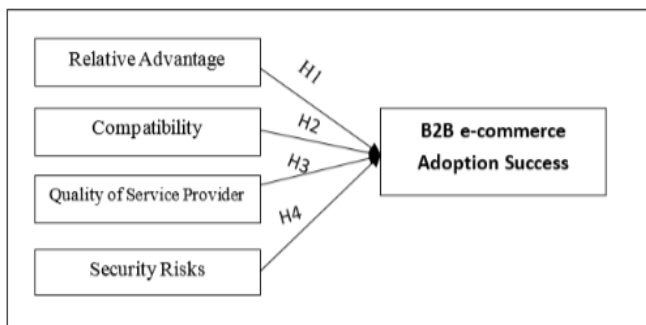 Relative Advantage
H1
Compatibility
H2
B2B e-commerce
Adoption Success
H3
Quality of Service Provider
H4
Security Risks